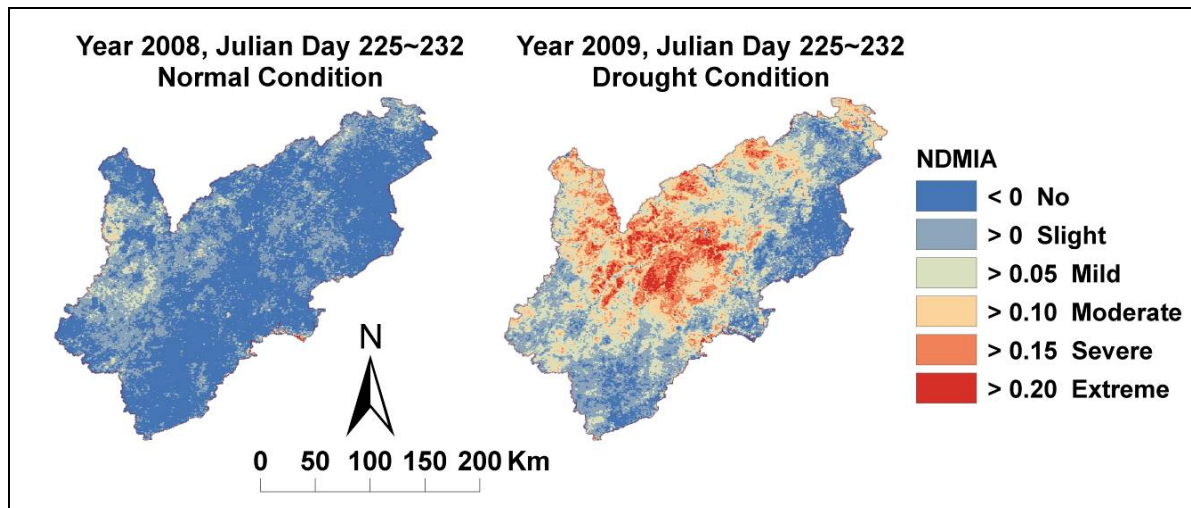 Year 2008, Julian Day 225~232
Normal Condition
Year 2009, Julian Day 225~232
Drought Condition
NDMIA
< 0 No
> 0 Slight
> 0.05 Mild
> 0.10 Moderate
> 0.15 Severe
> 0.20 Extreme
N
0 50 100 150 200 Km